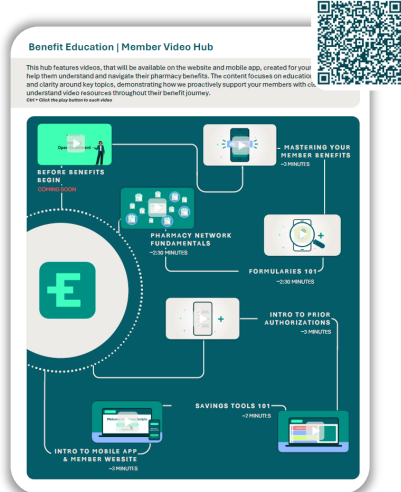 Benefit Education | Member Video Hub
This hub features videos, that will be available on the website and mobile app, created for your
help them understand and navigate their pharmacy benefits. The content focuses on education
and clarity around key topics, demonstrating how we proactively support your members with
understand video resources throughout their benefit journey.
Ctrl + Click the play button to each video
BEFORE BENEFITS
BEGIN
COMING SOON
MASTERING YOUR
MEMBER BENEFITS
~3 MINUTES
PHARMACY NETWORK
FUNDAMENTALS
~2:30 MINUTES
FORMULARIES 101
~2:30 MINUTES
INTRO TO PRIOR
AUTHORIZATIONS
~3 MINUTES
SAVINGS TOOLS 101
~2 MINUTES
INTRO TO MOBILE APP
& MEMBER WEBSITE
~3 MINUTES